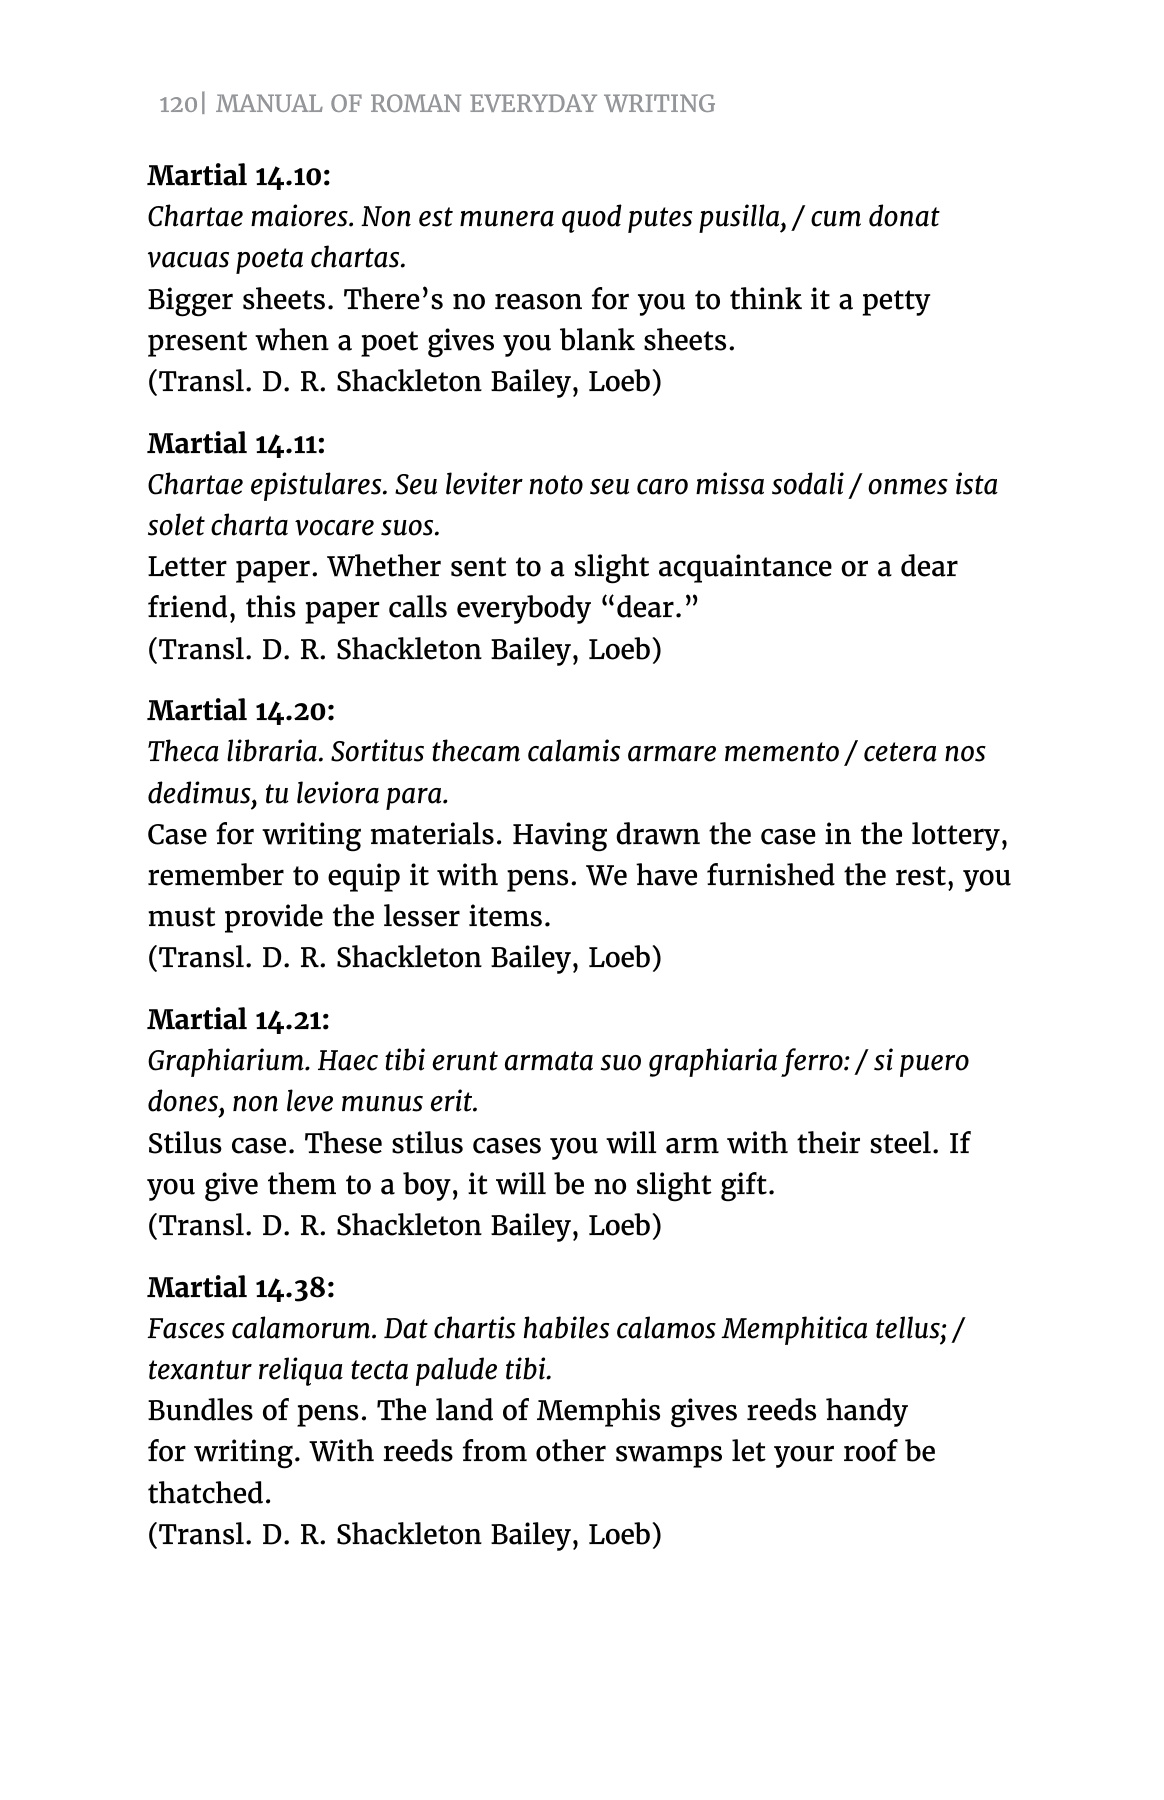 120| MANUAL OF ROMAN EVERYDAY WRITING
Martial 14.10:
Chartae maiores. Non est munera quod putes pusilla, / cum donat
vacuas poeta chartas.
Bigger sheets. There’s no reason for you to think it a petty
present when a poet gives you blank sheets.
(Transl. D. R. Shackleton Bailey, Loeb)
Martial 14.11:
Chartae epistulares. Seu leviter noto seu caro missa sodali / onmes ista
solet charta vocare suos.
Letter paper. Whether sent to a slight acquaintance or a dear
friend, this paper calls everybody “dear.”
(Transl. D. R. Shackleton Bailey, Loeb)
Martial 14.20:
Theca libraria. Sortitus thecam calamis armare memento / cetera nos
dedimus, tu leviora para.
Case for writing materials. Having drawn the case in the lottery,
remember to equip it with pens. We have furnished the rest, you
must provide the lesser items.
(Transl. D. R. Shackleton Bailey, Loeb)
Martial 14.21:
Graphiarium. Haec tibi erunt armata suo graphiaria ferro: / si puero
dones, non leve munus erit.
Stilus case. These stilus cases you will arm with their steel. If
you give them to a boy, it will be no slight gift.
(Transl. D. R. Shackleton Bailey, Loeb)
Martial 14.38:
Fasces calamorum. Dat chartis habiles calamos Memphitica tellus; /
texantur reliqua tecta palude tibi.
Bundles of pens. The land of Memphis gives reeds handy
for writing. With reeds from other swamps let your roof be
thatched.
(Transl. D. R. Shackleton Bailey, Loeb)